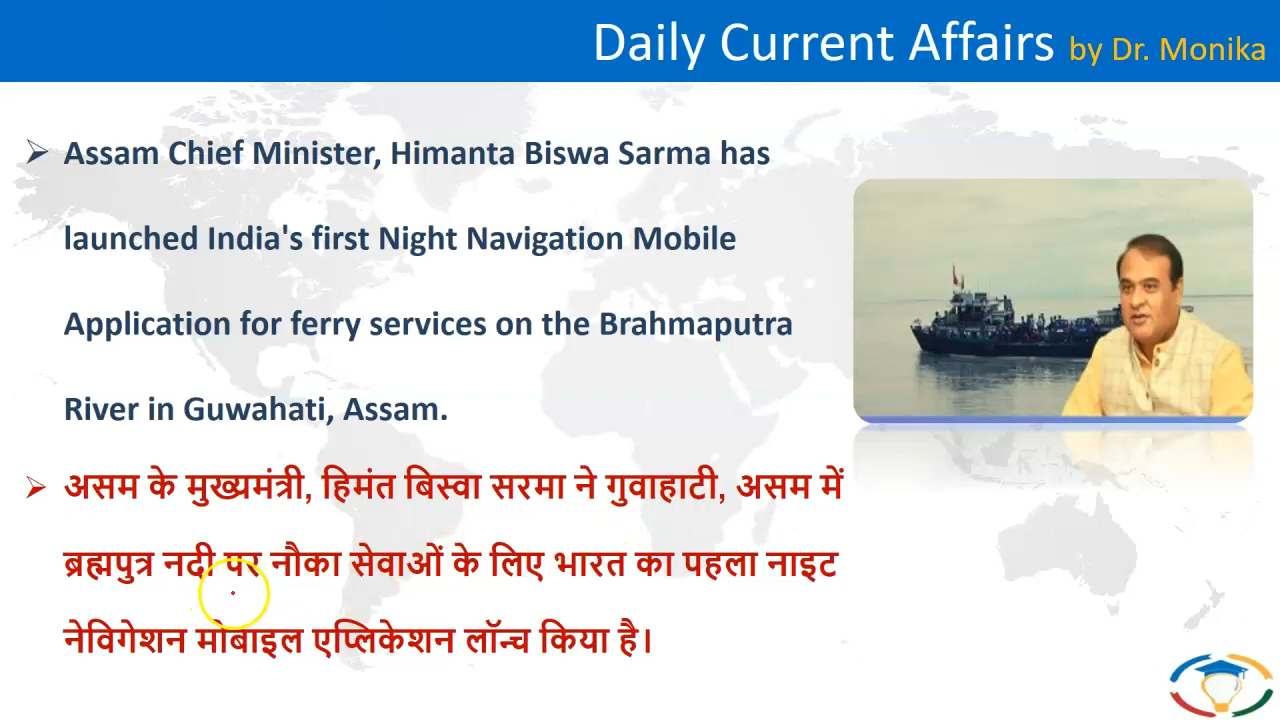 Daily Current Affairs by Dr. Monika
Assam Chief Minister, Himanta Biswa Sarma has
launched India's first Night Navigation Mobile
Application for ferry services on the Brahmaputra
River in Guwahati, Assam.
असम के मुख्यमंत्री, हिमंत बिस्वा सरमा ने गुवाहाटी, असम में
ब्रह्मपुत्र नदी पर नौका सेवाओं के लिए भारत का पहला नाइट
नेविगेशन मोबाइल एप्लिकेशन लॉन्च किया है।